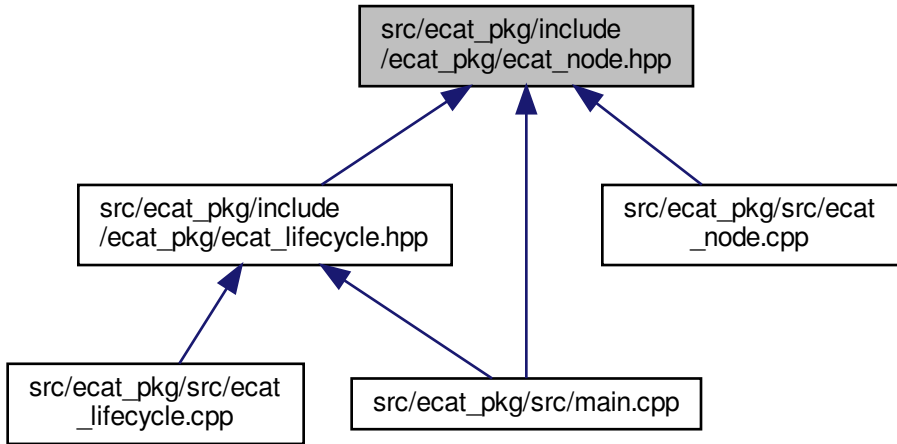 src/ecat_pkg/include
/ecat_pkg/ecat_node.hpp
src/ecat_pkg/include
/ecat_pkg/ecat_lifecycle.hpp
src/ecat_pkg/src/ecat
_node.cpp
src/ecat_pkg/src/ecat
_lifecycle.cpp
src/ecat_pkg/src/main.cpp